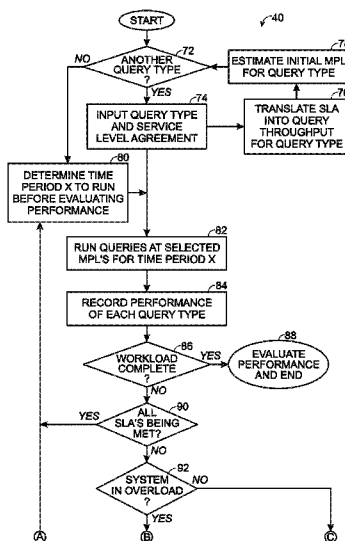 START
40
72
NO
ANOTHER
QUERY TYPE
?
YES
ESTIMATE INITIAL MPL
FOR QUERY TYPE
74
INPUT QUERY TYPE
AND SERVICE
LEVEL AGREEMENT
TRANSLATE SLA
INTO QUERY
THROUGHPUT
FOR QUERY TYPE
80
DETERMINE TIME
PERIOD X TO RUN
BEFORE EVALUATING
PERFORMANCE
82
RUN QUERIES AT SELECTED
MPL'S FOR TIME PERIOD X
84
RECORD PERFORMANCE
OF EACH QUERY TYPE
86
WORKLOAD
COMPLETE
?
YES
NO
88
EVALUATE
PERFORMANCE
AND END
90
YES
ALL
SLA'S BEING
MET?
NO
92
SYSTEM
IN OVERLOAD
?
NO
YES
A
B
C